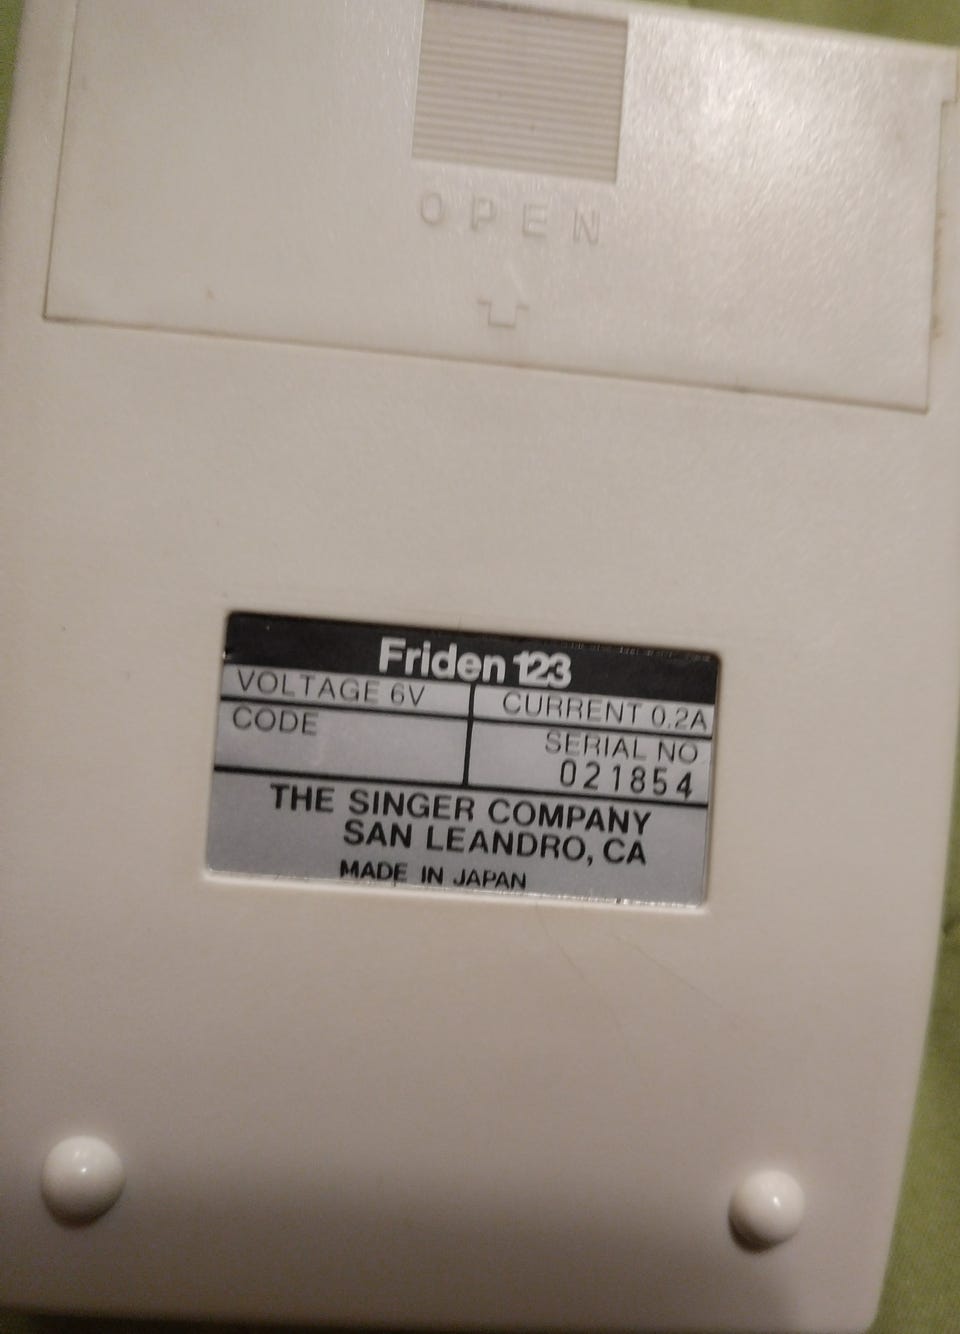 OPEN
Friden 123
VOLTAGE 6V CURRENT 0.2A
CODE SERIAL NO
021854
THE SINGER COMPANY
SAN LEANDRO, CA
MADE IN JAPAN